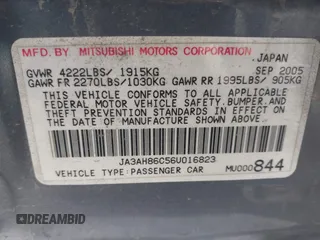 MFD. BY MITSUBISHI MOTORS CORPORATION
JAPAN
GVWR 4222LBS/ 1915KG SEP 2005
GAWR FR 2270LBS/1030KG GAWR RR 1995LBS/ 905KG
THIS VEHICLE CONFORMS TO ALL APPLICABLE
FEDERAL MOTOR VEHICLE SAFETY,BUMPER,AND
THEFT PREVENTION STANDARDS IN EFFECT ON
THE DATE OF MANUFACTURE SHOWN ABOVE.
JA3AH86C56U016823
VEHICLE TYPE:PASSENGER CAR MU000844
AUTOBIDMASTER